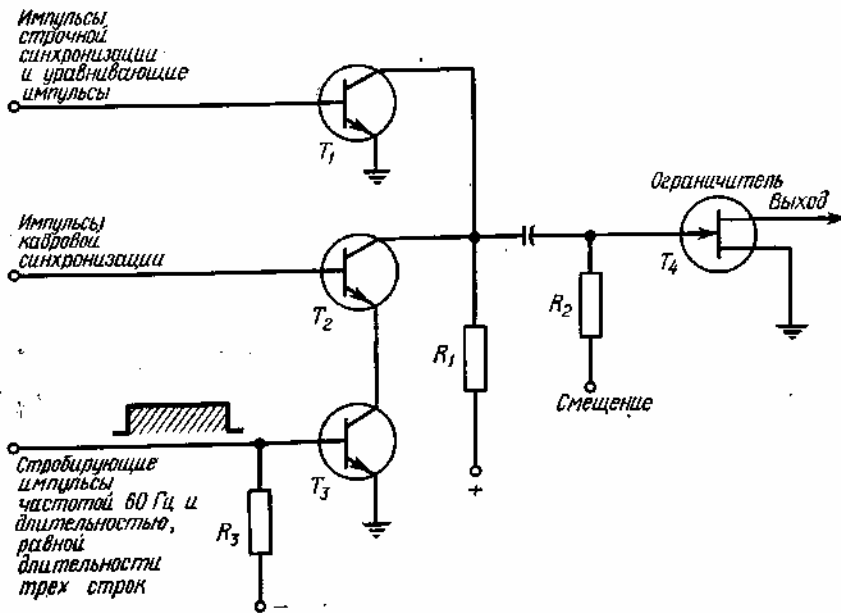 Импульсы
строчной
синхронизации
и уравнивающие
импульсы
T1
Ограничитель
Выход
Импульсы
кадровой
синхронизации
T2
T4
R1
R2
Смещение
Стробирующие
импульсы
частотой 60 Гц и
длительностью,
равной
длительности
трех строк
T3
R3
+
−